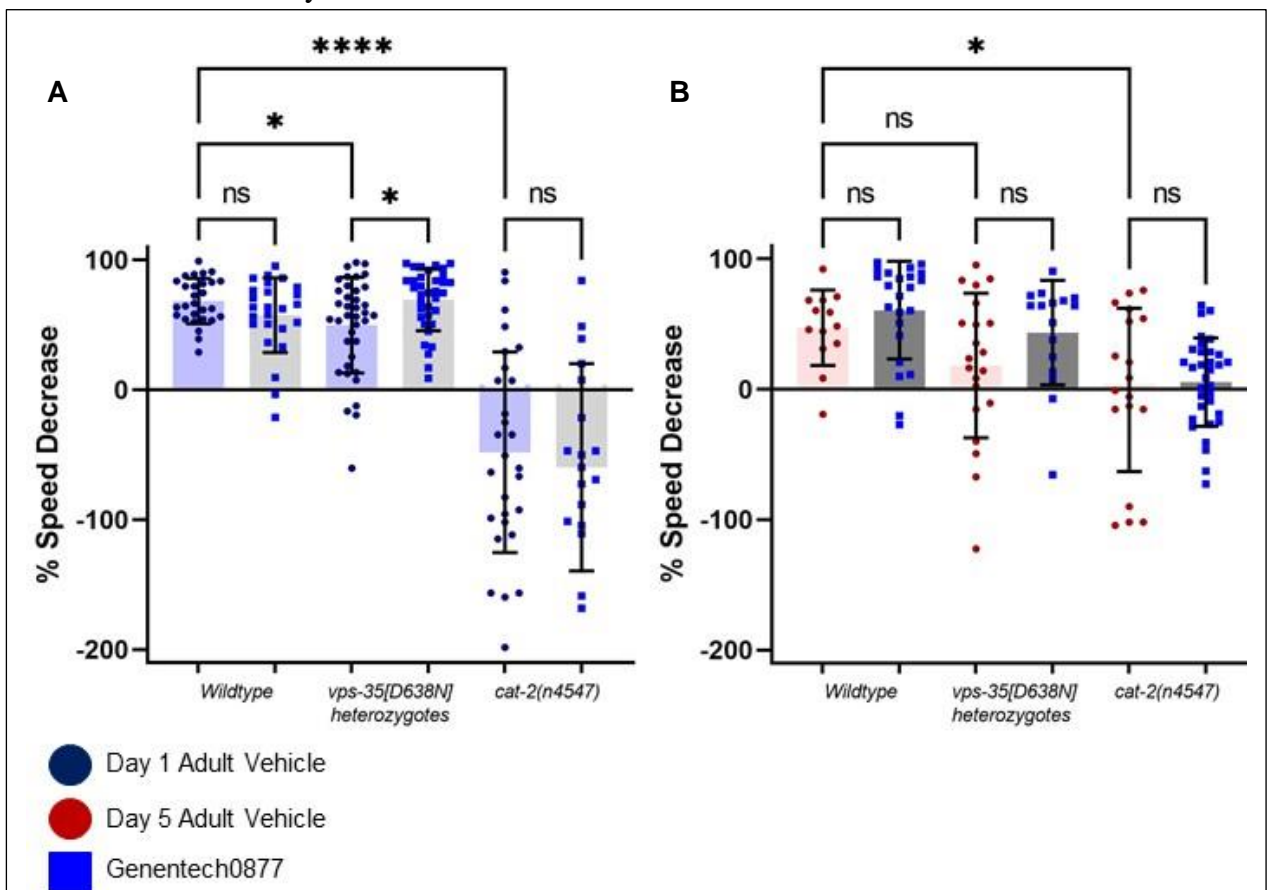 ****
*
A
B
*
ns
ns
*
ns
ns
ns
ns
100
0
-100
-200
% Speed Decrease
100
0
-100
-200
% Speed Decrease
Wildtype
vps-35[D638N]
heterozygotes
cat-2(n4547)
Wildtype
vps-35[D638N]
heterozygotes
cat-2(n4547)
Day 1 Adult Vehicle
Day 5 Adult Vehicle
Genentech0877